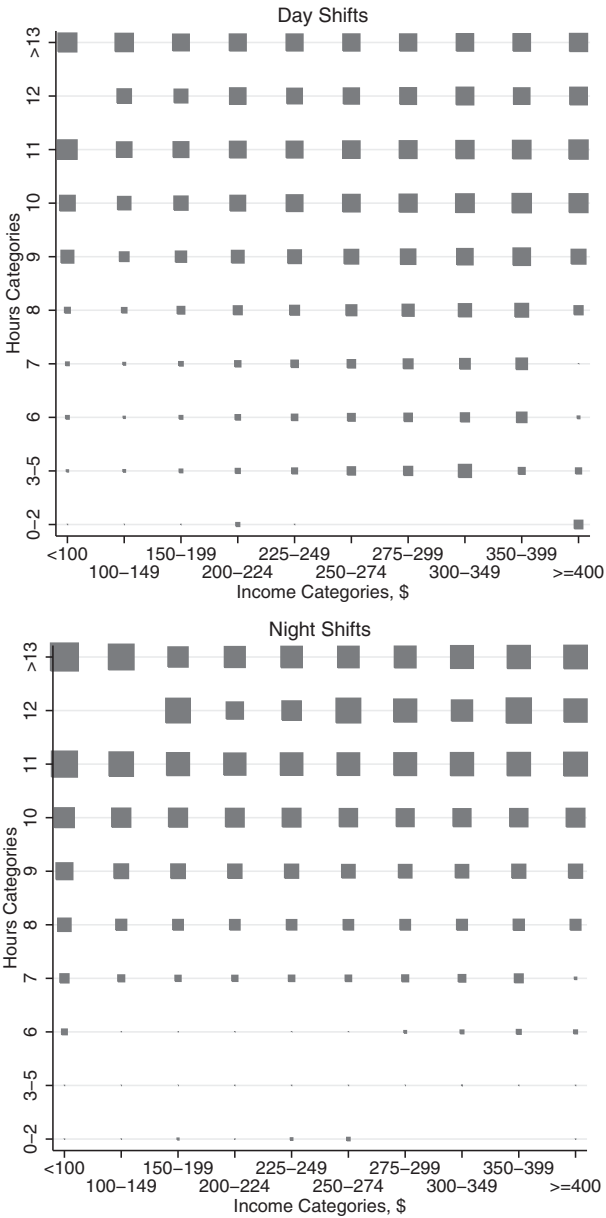 Day Shifts
>13
12
11
10
9
8
7
6
3–5
0–2
Hours Categories
<100 150–199 225–249 275–299 350–399
100–149 200–224 250–274 300–349 >=400
Income Categories, $
Night Shifts
>13
12
11
10
9
8
7
6
3–5
0–2
Hours Categories
<100 150–199 225–249 275–299 350–399
100–149 200–224 250–274 300–349 >=400
Income Categories, $